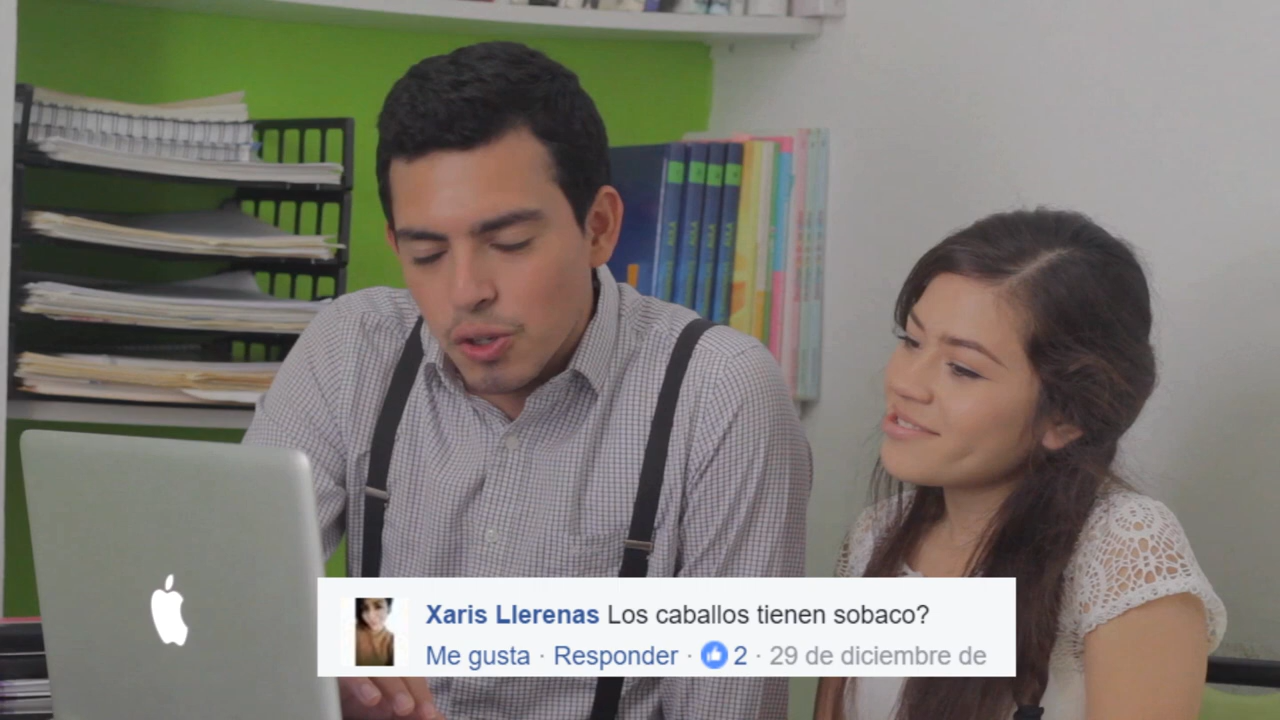 Xaris Llerenas Los caballos tienen sobaco?
Me gusta · Responder · 2 · 29 de diciembre de